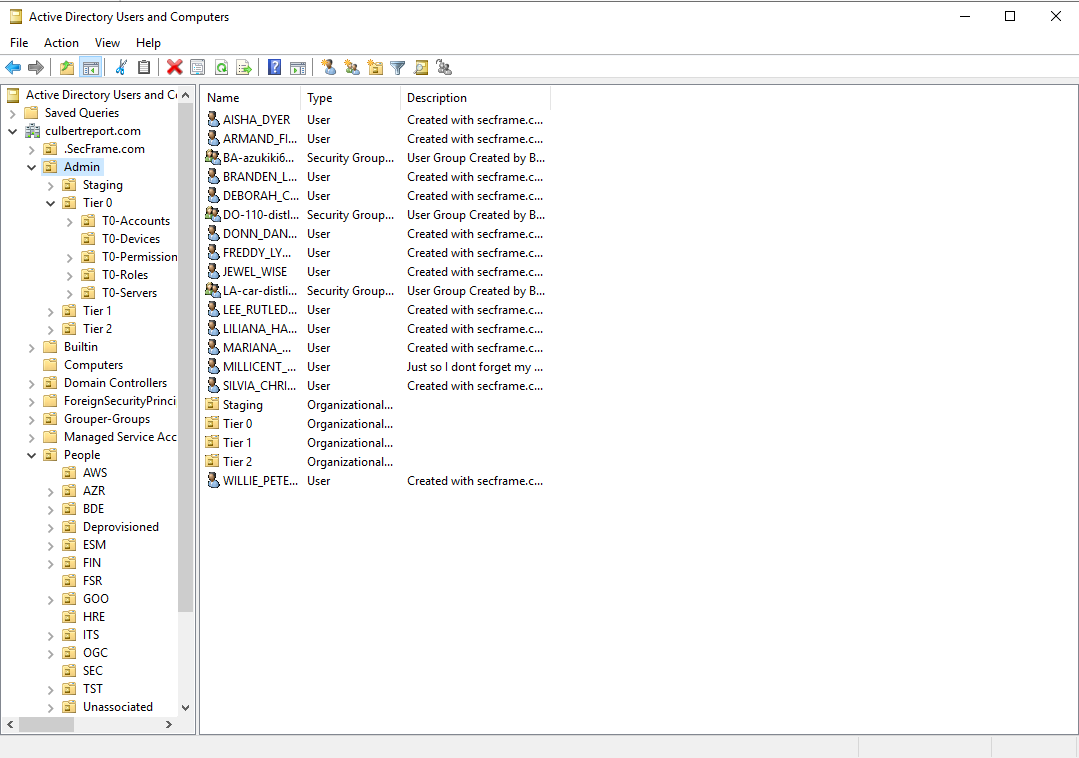 Active Directory Users and Computers
File Action View Help
Active Directory Users and C
Saved Queries
culbertreport.com
.SecFrame.com
Admin
Staging
Tier 0
T0-Accounts
T0-Devices
T0-Permission
T0-Roles
T0-Servers
Tier 1
Tier 2
Builtin
Computers
Domain Controllers
ForeignSecurityPrinci
Grouper-Groups
Managed Service Acc
People
AWS
AZR
BDE
Deprovisioned
ESM
FIN
FSR
GOO
HRE
ITS
OGC
SEC
TST
Unassociated
Name Type Description
AISHA_DYER User Created with secframe.c...
ARMAND_FI... User Created with secframe.c...
BA-azukiki6... Security Group... User Group Created by B...
BRANDEN_L... User Created with secframe.c...
DEBORAH_C... User Created with secframe.c...
DO-110-distl... Security Group... User Group Created by B...
DONN_DAN... User Created with secframe.c...
FREDDY_LY... User Created with secframe.c...
JEWEL_WISE User Created with secframe.c...
LA-car-distli... Security Group... User Group Created by B...
LEE_RUTLED... User Created with secframe.c...
LILIANA_HA... User Created with secframe.c...
MARIANA_... User Created with secframe.c...
MILLICENT_... User Just so I dont forget my ...
SILVIA_CHRI... User Created with secframe.c...
Staging Organizational...
Tier 0 Organizational...
Tier 1 Organizational...
Tier 2 Organizational...
WILLIE_PETE... User Created with secframe.c...